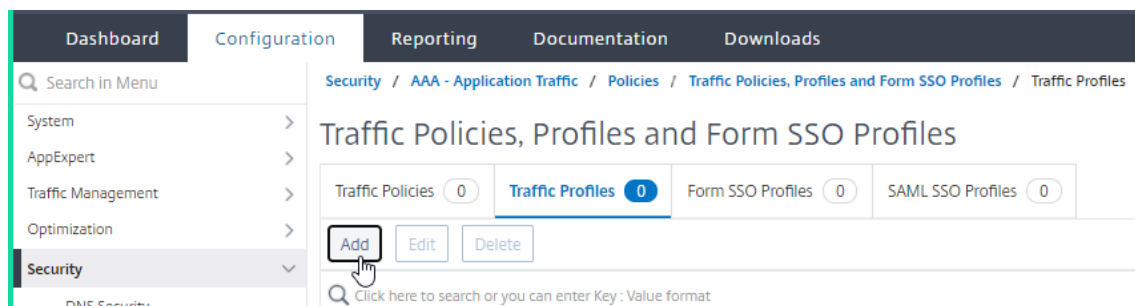 Dashboard Configuration Reporting Documentation Downloads
Search in Menu
Security / AAA - Application Traffic / Policies / Traffic Policies, Profiles and Form SSO Profiles / Traffic Profiles
System
AppExpert
Traffic Management
Optimization
Security
DNS Security
Traffic Policies, Profiles and Form SSO Profiles
Traffic Policies 0 Traffic Profiles 0 Form SSO Profiles 0 SAML SSO Profiles 0
Add Edit Delete
Click here to search or you can enter Key : Value format